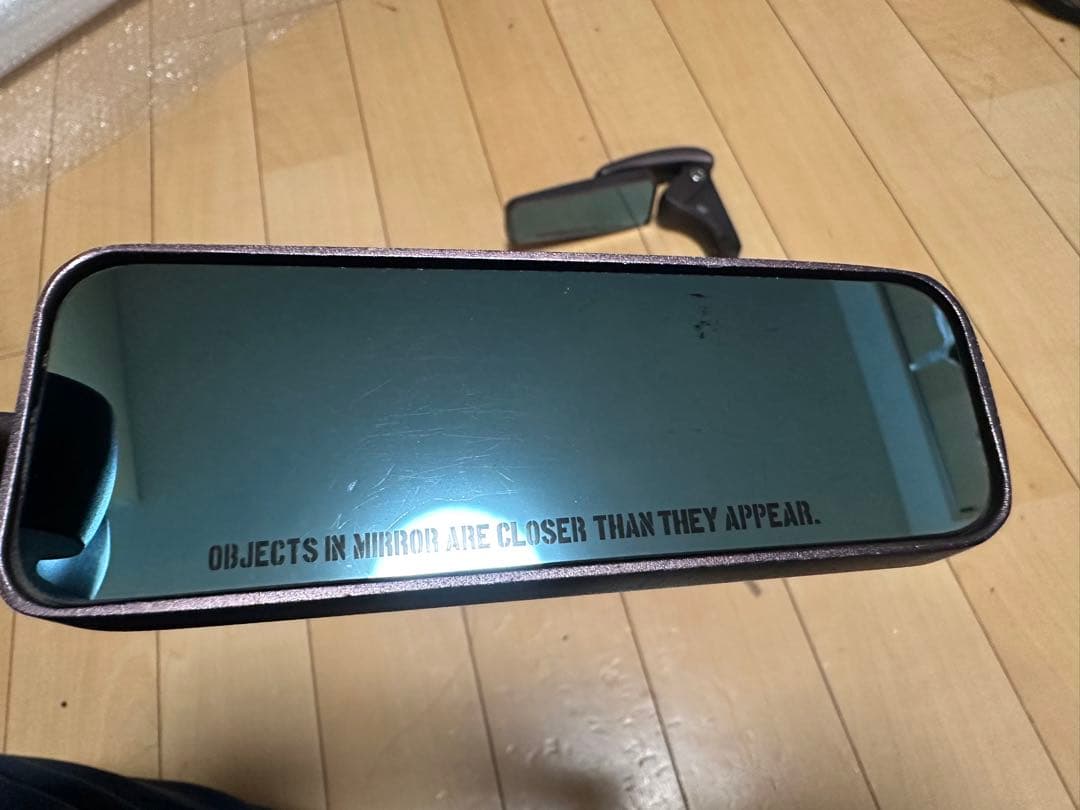 OBJECTS IN MIRROR ARE CLOSER THAN THEY APPEAR.